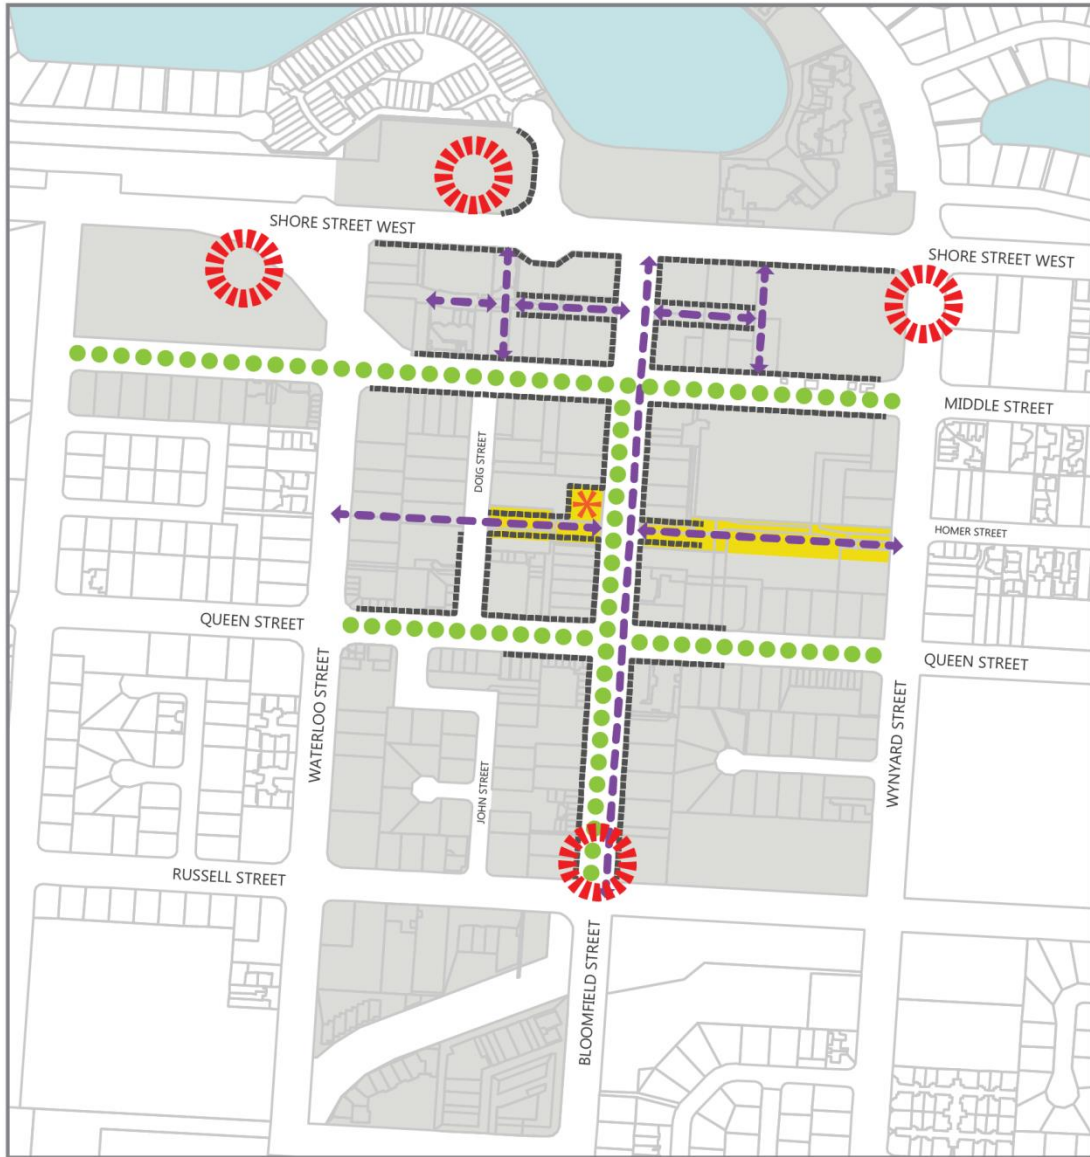 SHORE STREET WEST
SHORE STREET WEST
MIDDLE STREET
DOIG STREET
HOMER STREET
QUEEN STREET
QUEEN STREET
WATERLOO STREET
WYNYARD STREET
JOHN STREET
RUSSELL STREET
BLOOMFIELD STREET